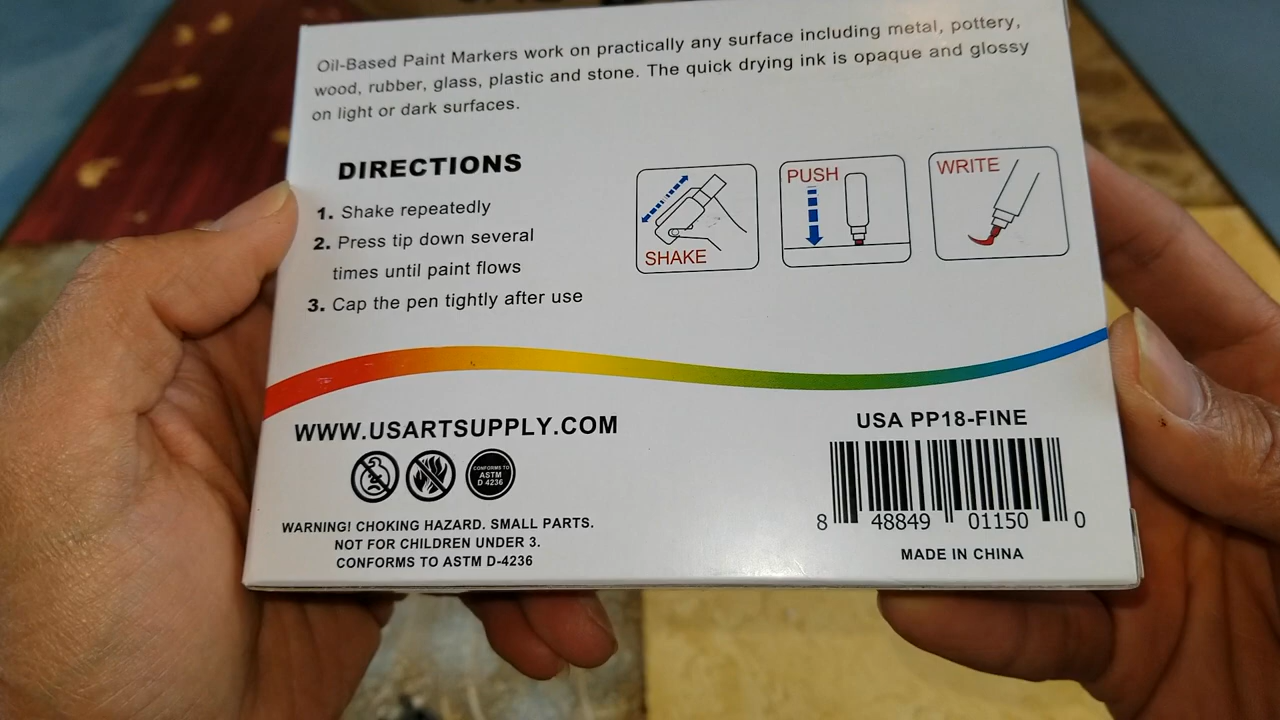 Oil-Based Paint Markers work on practically any surface including metal, pottery,
wood, rubber, glass, plastic and stone. The quick drying ink is opaque and glossy
on light or dark surfaces.
DIRECTIONS
1. Shake repeatedly
2. Press tip down several
times until paint flows
3. Cap the pen tightly after use
SHAKE
PUSH
WRITE
WWW.USARTSUPPLY.COM
CONFORMS TO
ASTM
D 4236
WARNING! CHOKING HAZARD. SMALL PARTS.
NOT FOR CHILDREN UNDER 3.
CONFORMS TO ASTM D-4236
USA PP18-FINE
8 48849 01150 0
MADE IN CHINA